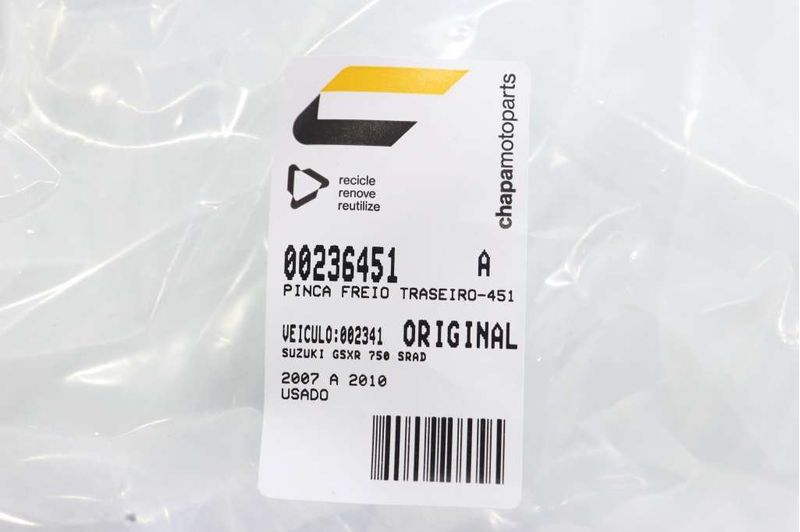 chapamotoparts
recicle
renove
reutilize
00236451 A
PINCA FREIO TRASEIRO-451
VEICULO:002341 ORIGINAL
SUZUKI GSXR 750 SRAD
2007 A 2010
USADO